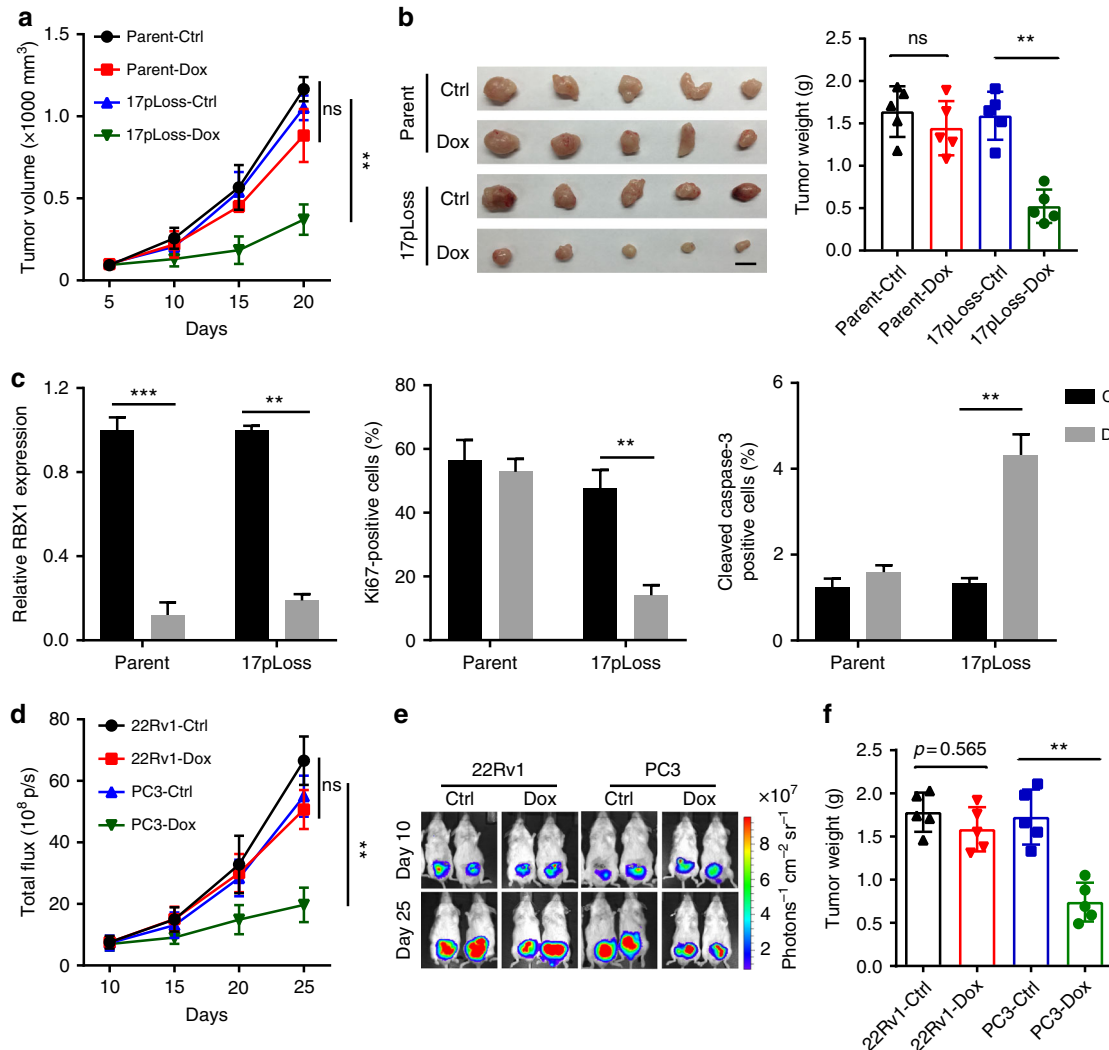 a
Tumor volume (×1000 mm³)
1.5
1.0
0.5
0
Parent-Ctrl
Parent-Dox
17pLoss-Ctrl
17pLoss-Dox
ns
**
5 10 15 20
Days
b
Parent
Ctrl
Dox
17pLoss
Ctrl
Dox
Tumor weight (g)
2.5
2.0
1.5
1.0
0.5
0.0
ns
**
Parent-Ctrl
Parent-Dox
17pLoss-Ctrl
17pLoss-Dox
c
Relative RBX1 expression
1.2
0.8
0.4
0.0
***
**
Parent 17pLoss
Ki67-positive cells (%)
80
60
40
20
0
**
Parent 17pLoss
Cleaved caspase-3
positive cells (%)
6
4
2
0
**
Parent 17pLoss
C
D
d
Total flux (10⁸ p/s)
80
60
40
20
0
22Rv1-Ctrl
22Rv1-Dox
PC3-Ctrl
PC3-Dox
ns
**
10 15 20 25
Days
e
22Rv1 PC3
Ctrl Dox Ctrl Dox
Day 10
Day 25
×10⁷
8
6
4
2
Photons⁻¹ cm⁻² sr⁻¹
f
Tumor weight (g)
2.5
2.0
1.5
1.0
0.5
0.0
p=0.565
**
22Rv1-Ctrl
22Rv1-Dox
PC3-Ctrl
PC3-Dox